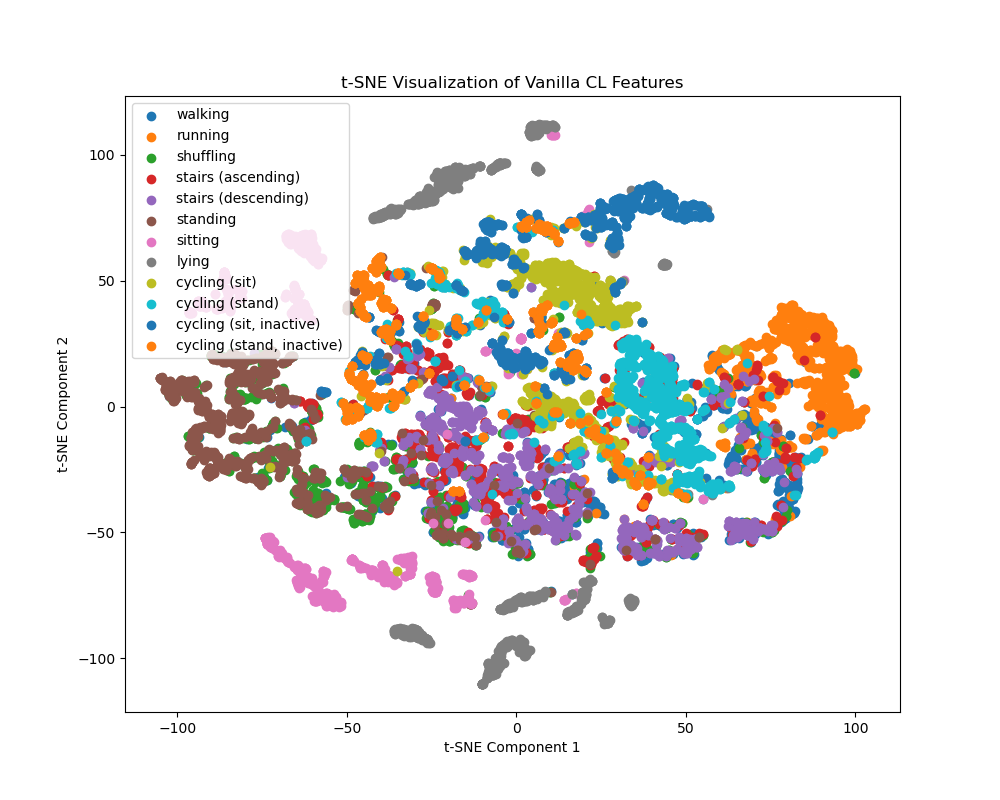 t-SNE Visualization of Vanilla CL Features
walking
running
shuffling
stairs (ascending)
stairs (descending)
standing
sitting
lying
cycling (sit)
cycling (stand)
cycling (sit, inactive)
cycling (stand, inactive)
100
50
0
−50
−100
t-SNE Component 2
−100
−50
0
50
100
t-SNE Component 1